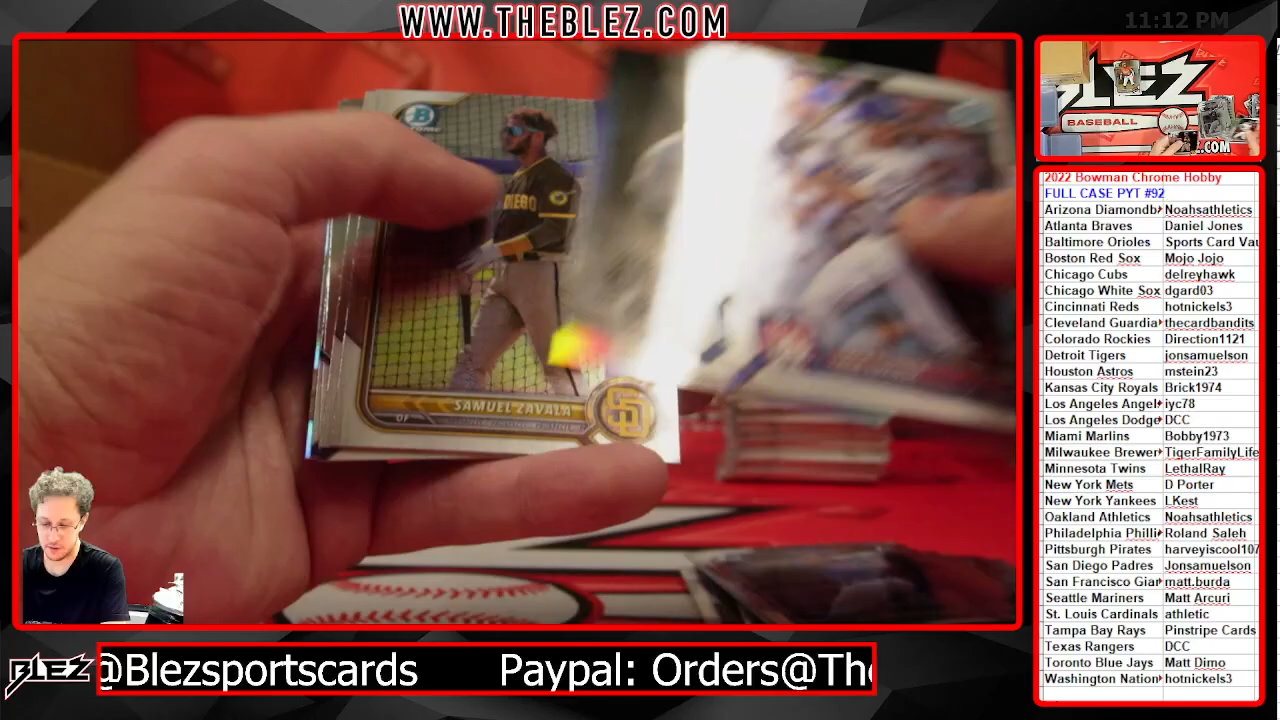 WWW.THEBLEZ.COM
11:12 PM
DIEGO
SAMUEL ZAVALA
OF
SD
BLEZ
BASEBALL
.COM
2022 Bowman Chrome Hobby
FULL CASE PYT #92
Arizona Diamondb Noahsathletics
Atlanta Braves Daniel Jones
Baltimore Orioles Sports Card Vau
Boston Red Sox Mojo Jojo
Chicago Cubs delreyhawk
Chicago White Sox dgard03
Cincinnati Reds hotnickels3
Cleveland Guardia thecardbandits
Colorado Rockies Direction1121
Detroit Tigers jonsamuelson
Houston Astros mstein23
Kansas City Royals Brick1974
Los Angeles Angel iyc78
Los Angeles Dodge DCC
Miami Marlins Bobby1973
Milwaukee Brewer TigerFamilyLife
Minnesota Twins LethalRay
New York Mets D Porter
New York Yankees LKest
Oakland Athletics Noahsathletics
Philadelphia Philli Roland Saleh
Pittsburgh Pirates harveyiscool107
San Diego Padres Jonsamuelson
San Francisco Gian matt.burda
Seattle Mariners Matt Arcuri
St. Louis Cardinals athletic
Tampa Bay Rays Pinstripe Cards
Texas Rangers DCC
Toronto Blue Jays Matt Dimo
Washington Nation hotnickels3
BLEZ
@Blezsportscards Paypal: Orders@The